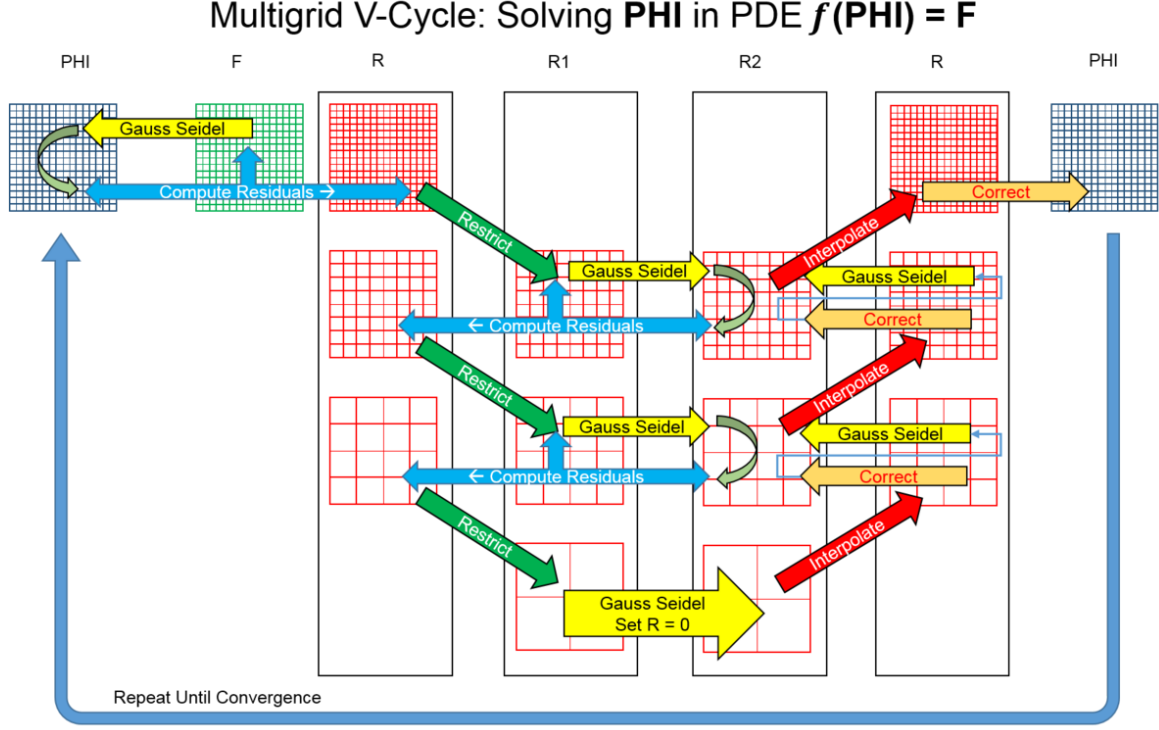 Multigrid V-Cycle: Solving PHI in PDE f(PHI) = F
PHI
F
R
R1
R2
R
PHI
Gauss Seidel
Compute Residuals →
Correct
Restrict
Interpolate
Gauss Seidel
Gauss Seidel
← Compute Residuals
Correct
Restrict
Interpolate
Gauss Seidel
Gauss Seidel
← Compute Residuals
Correct
Restrict
Interpolate
Gauss Seidel
Set R = 0
Repeat Until Convergence